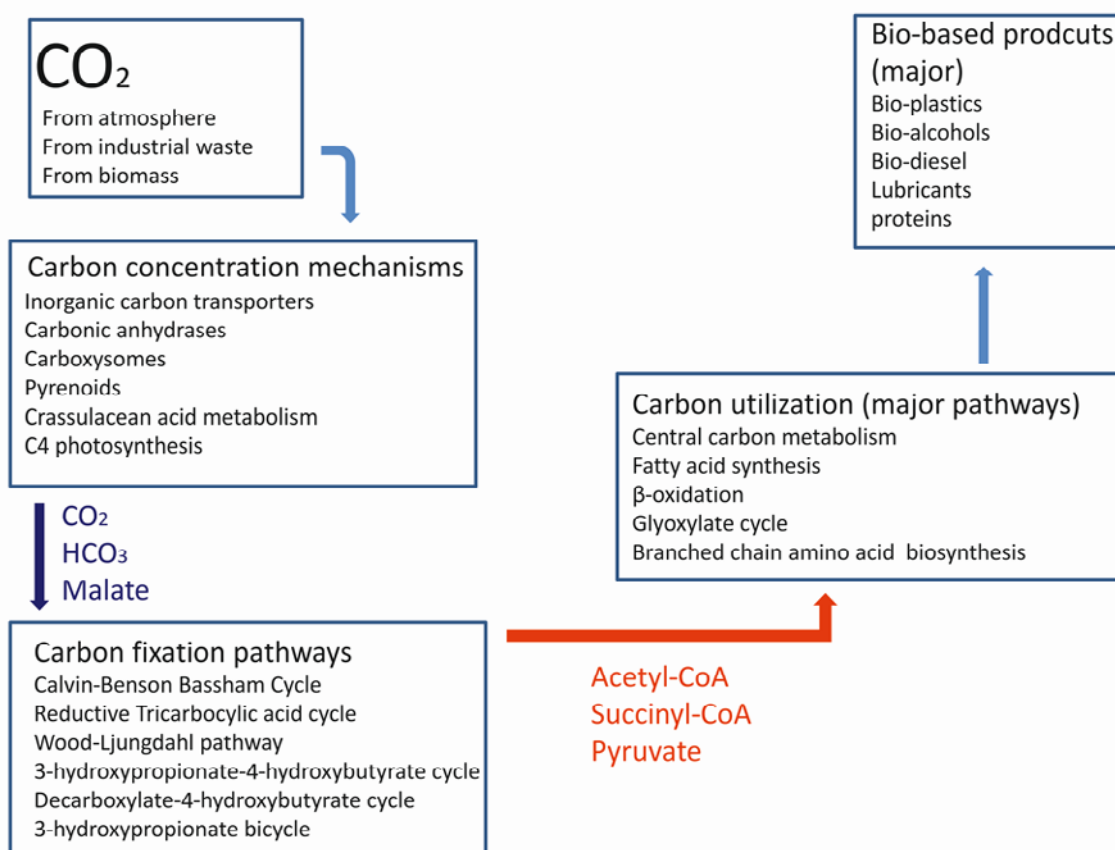 CO₂
From atmosphere
From industrial waste
From biomass
Carbon concentration mechanisms
Inorganic carbon transporters
Carbonic anhydrases
Carboxysomes
Pyrenoids
Crassulacean acid metabolism
C4 photosynthesis
CO₂
HCO₃
Malate
Carbon fixation pathways
Calvin-Benson Bassham Cycle
Reductive Tricarbocylic acid cycle
Wood-Ljungdahl pathway
3-hydroxypropionate-4-hydroxybutyrate cycle
Decarboxylate-4-hydroxybutyrate cycle
3-hydroxypropionate bicycle
Acetyl-CoA
Succinyl-CoA
Pyruvate
Carbon utilization (major pathways)
Central carbon metabolism
Fatty acid synthesis
β-oxidation
Glyoxylate cycle
Branched chain amino acid biosynthesis
Bio-based prodcuts
(major)
Bio-plastics
Bio-alcohols
Bio-diesel
Lubricants
proteins